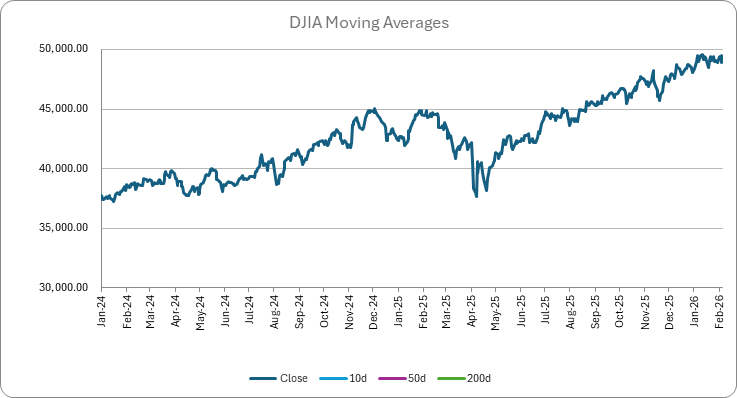 DJIA Moving Averages
50,000.00
45,000.00
40,000.00
35,000.00
30,000.00
Jan-24
Feb-24
Mar-24
Apr-24
May-24
Jun-24
Jul-24
Aug-24
Sep-24
Oct-24
Nov-24
Dec-24
Jan-25
Feb-25
Mar-25
Apr-25
May-25
Jun-25
Jul-25
Aug-25
Sep-25
Oct-25
Nov-25
Dec-25
Jan-26
Feb-26
Close 10d 50d 200d